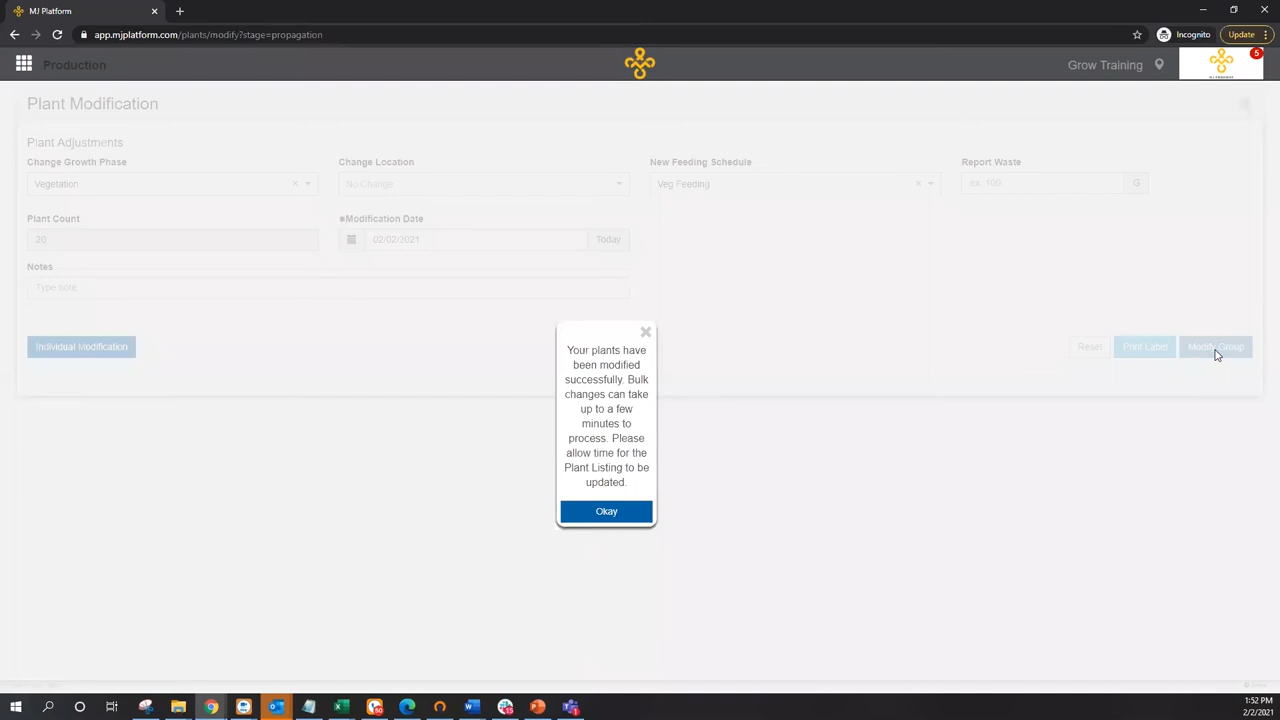 MJ Platform
app.mjplatform.com/plants/modify?stage=propagation
Incognito
Update
Production
Grow Training
5
Plant Modification
Plant Adjustments
Change Growth Phase
Change Location
New Feeding Schedule
Report Waste
Vegetation
No Change
Veg Feeding
ex. 100
G
Plant Count
✱Modification Date
20
02/02/2021
Today
Notes
Type note
Individual Modification
Reset
Print Label
Modify Group
Your plants have
been modified
successfully. Bulk
changes can take
up to a few
minutes to
process. Please
allow time for the
Plant Listing to be
updated.
Okay
1:52 PM
2/2/2021